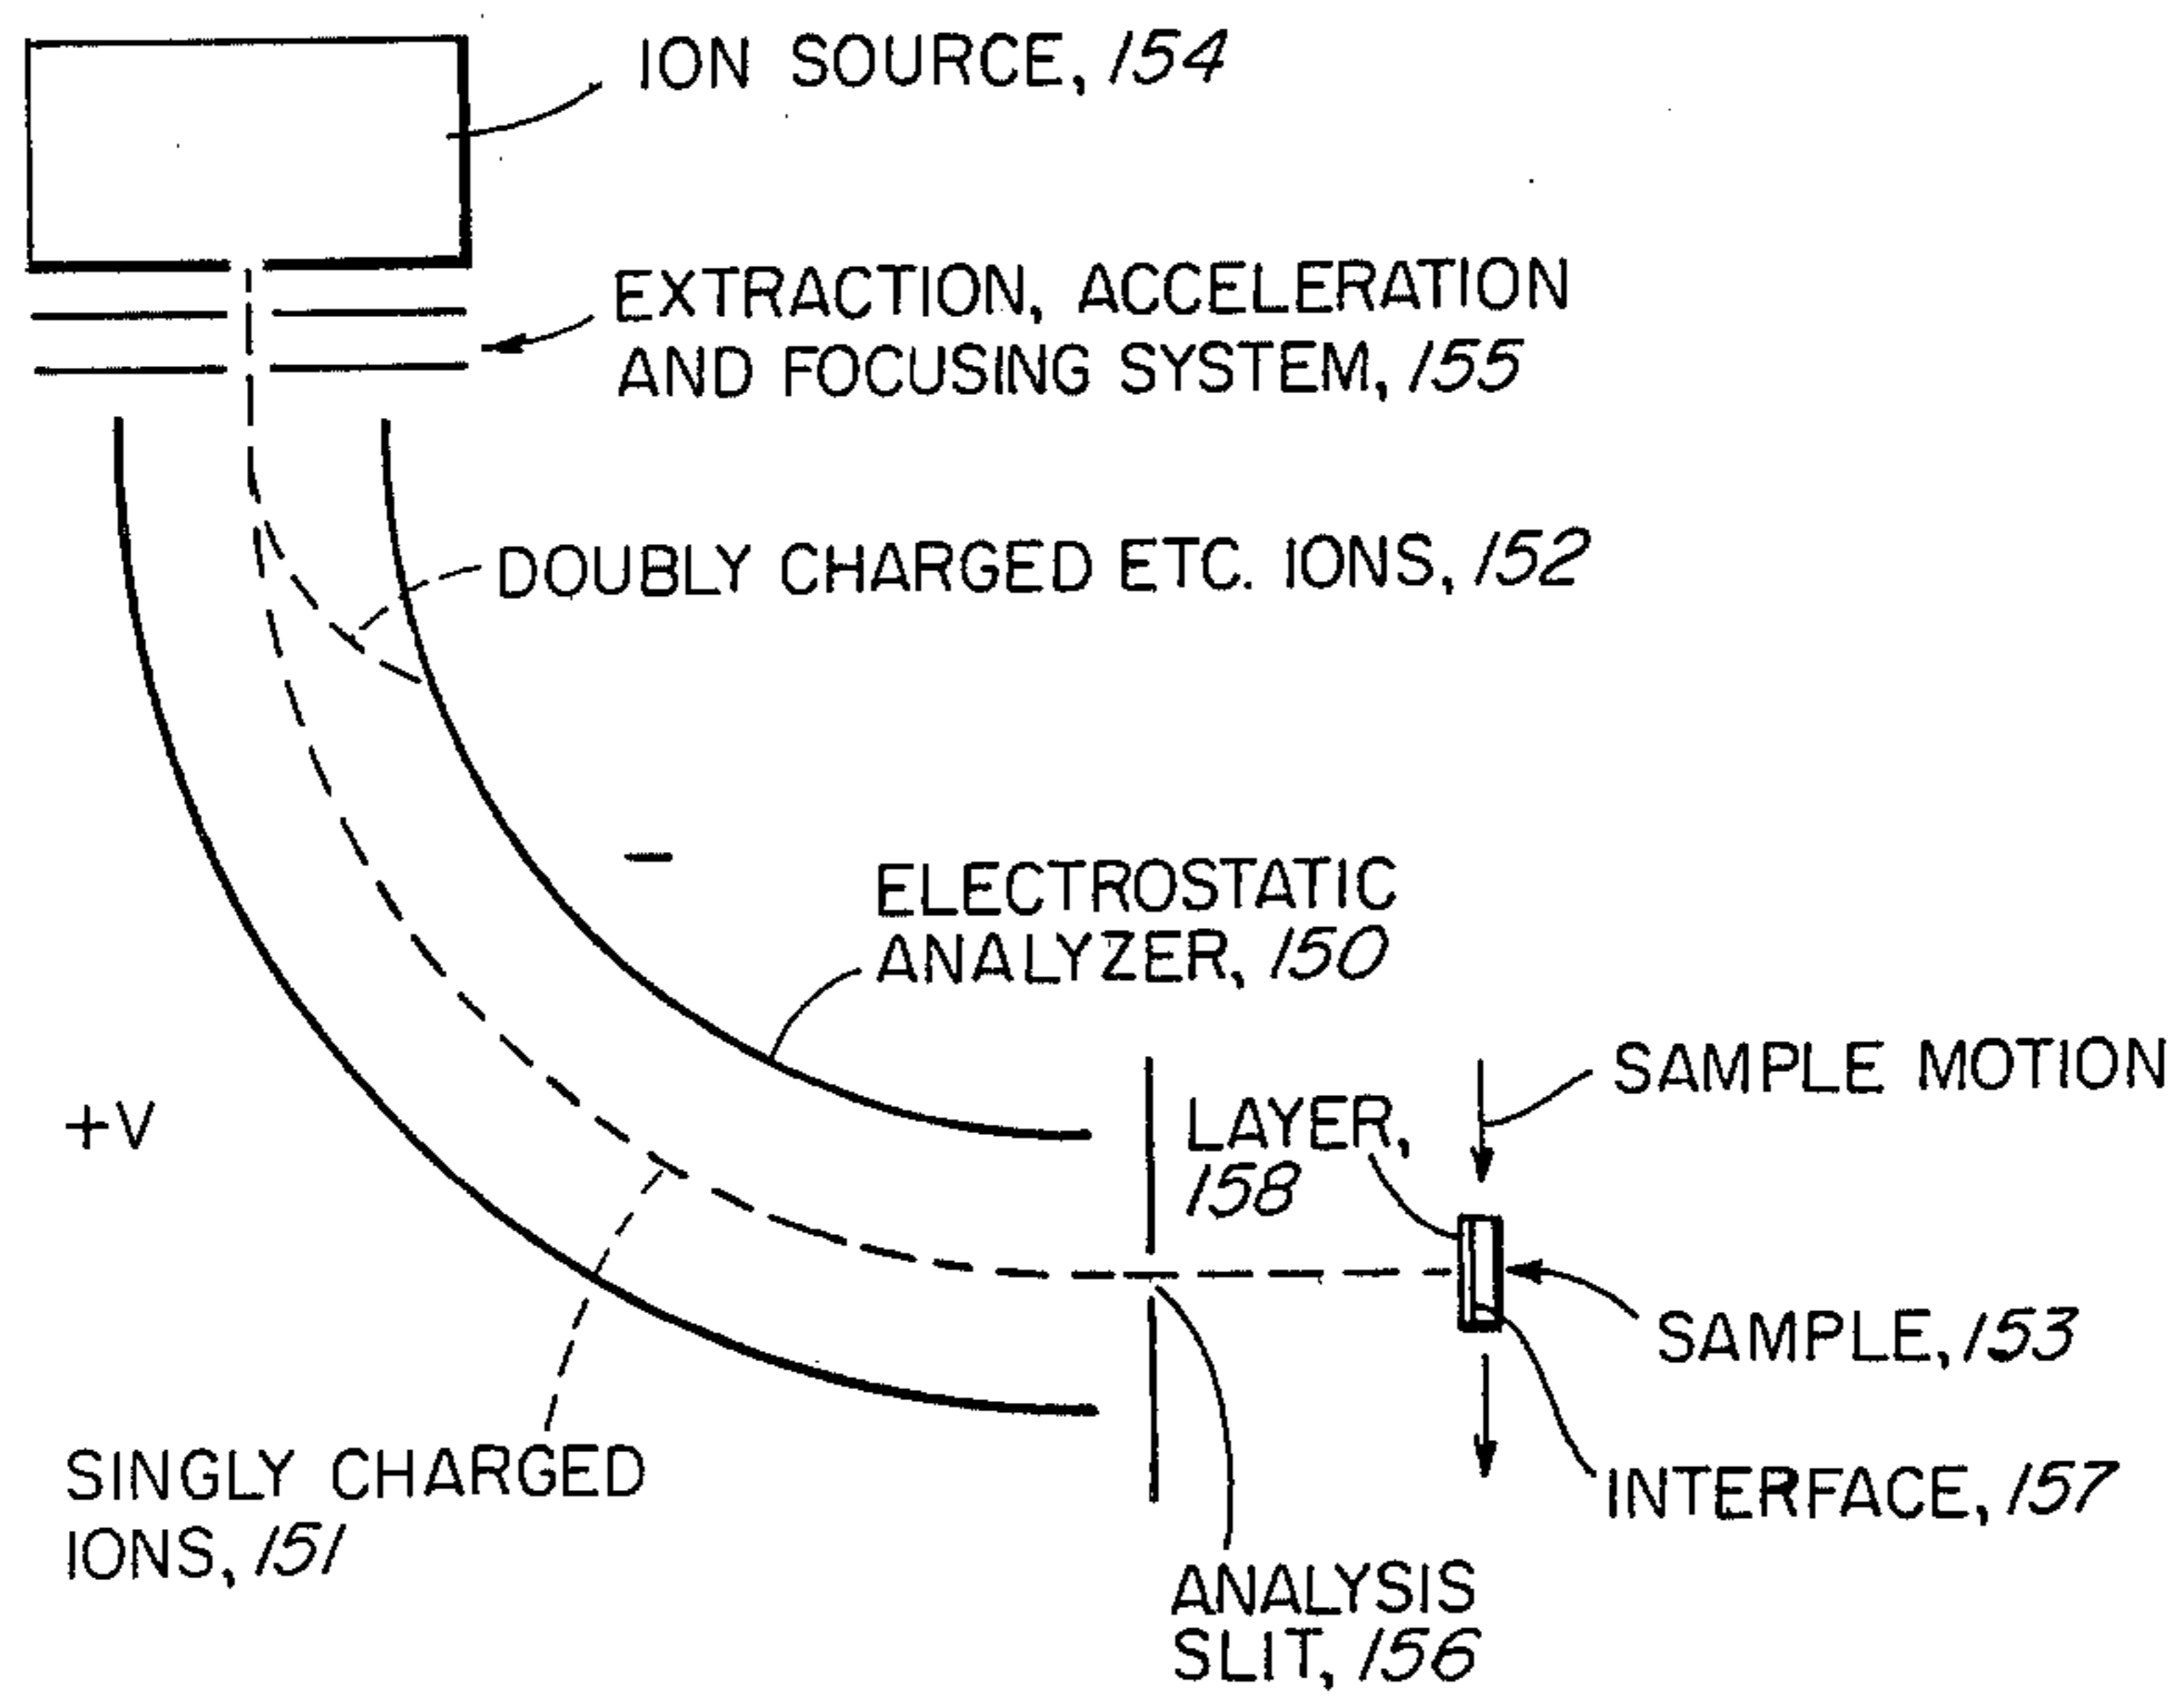 ION SOURCE, 154
EXTRACTION, ACCELERATION
AND FOCUSING SYSTEM, 155
DOUBLY CHARGED ETC. IONS, 152
−
ELECTROSTATIC
ANALYZER, 150
SAMPLE MOTION
LAYER,
158
+V
SAMPLE, 153
SINGLY CHARGED
IONS, 151
INTERFACE, 157
ANALYSIS
SLIT, 156